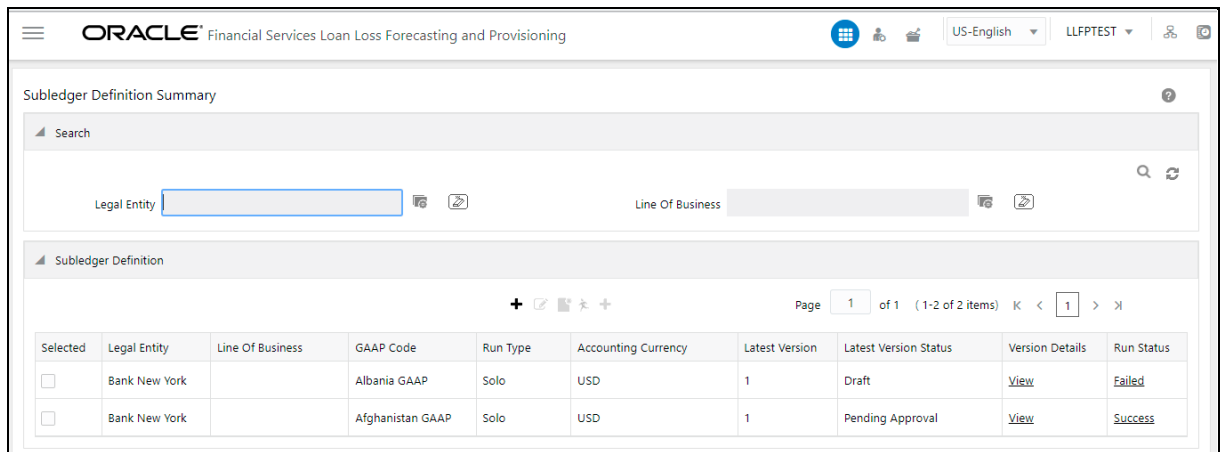 ORACLE® Financial Services Loan Loss Forecasting and Provisioning US-English LLFPTEST
Subledger Definition Summary
Search
Legal Entity Line Of Business
Subledger Definition
Page 1 of 1 (1-2 of 2 items) 1
Selected Legal Entity Line Of Business GAAP Code Run Type Accounting Currency Latest Version Latest Version Status Version Details Run Status
Bank New York Albania GAAP Solo USD 1 Draft View Failed
Bank New York Afghanistan GAAP Solo USD 1 Pending Approval View Success